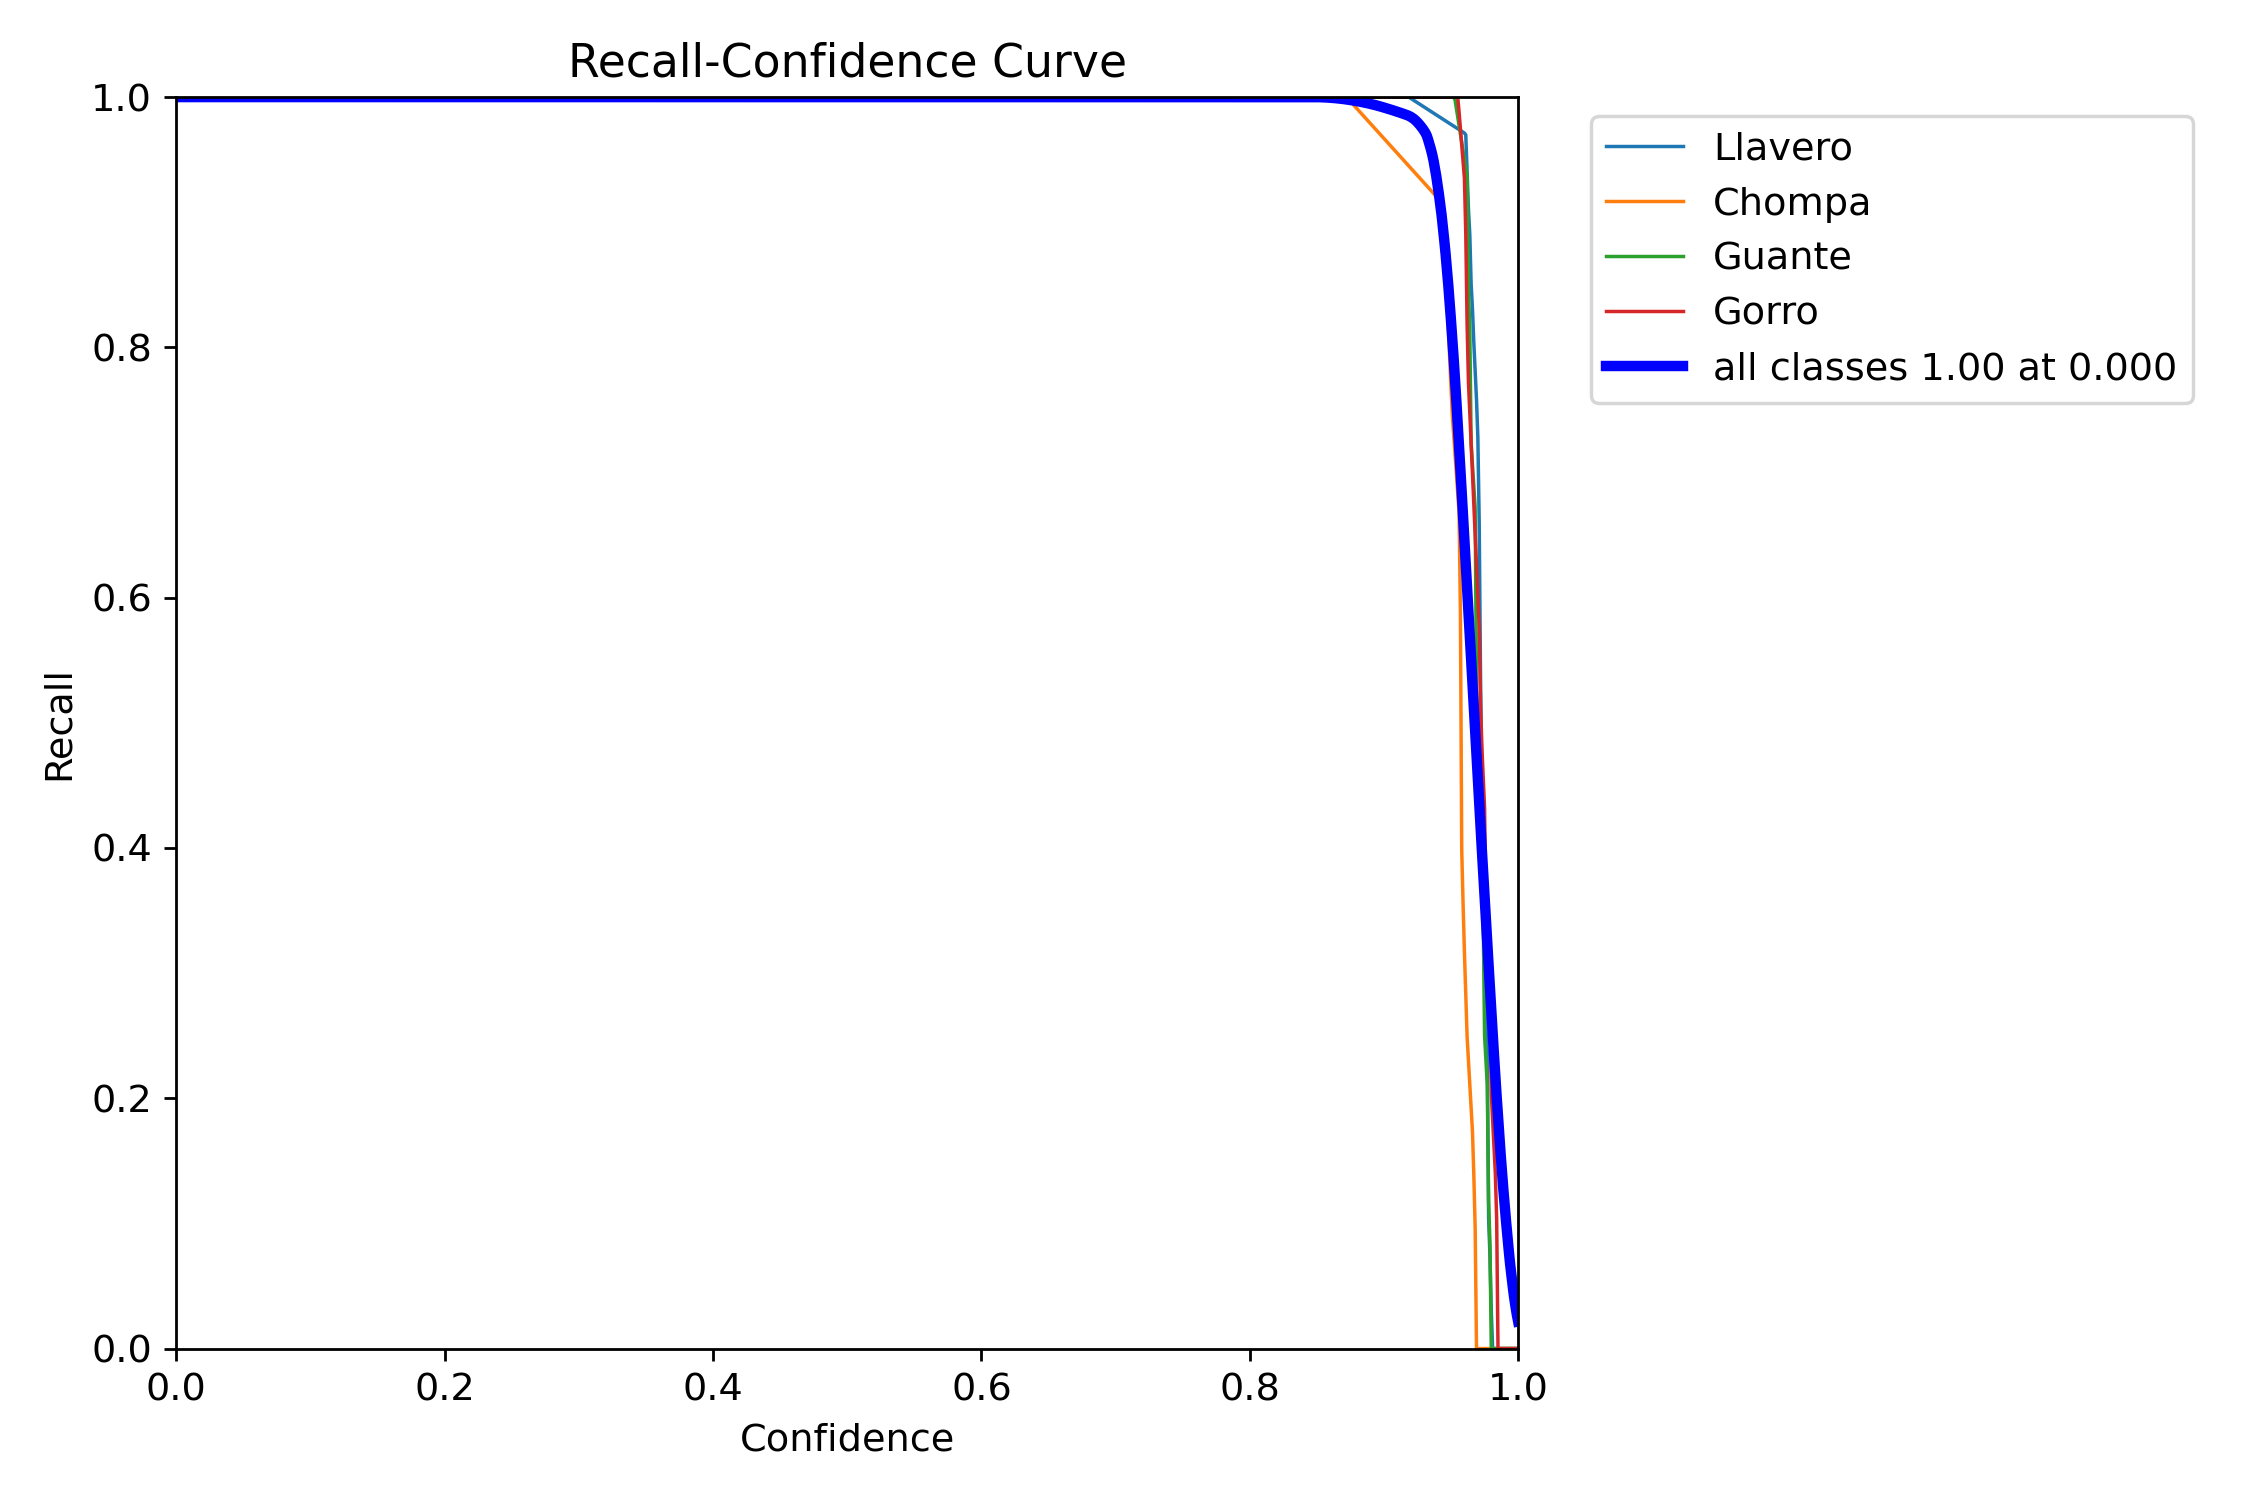 Recall-Confidence Curve
1.0
0.8
0.6
0.4
0.2
0.0
Recall
0.0 0.2 0.4 0.6 0.8 1.0
Confidence
Llavero
Chompa
Guante
Gorro
all classes 1.00 at 0.000